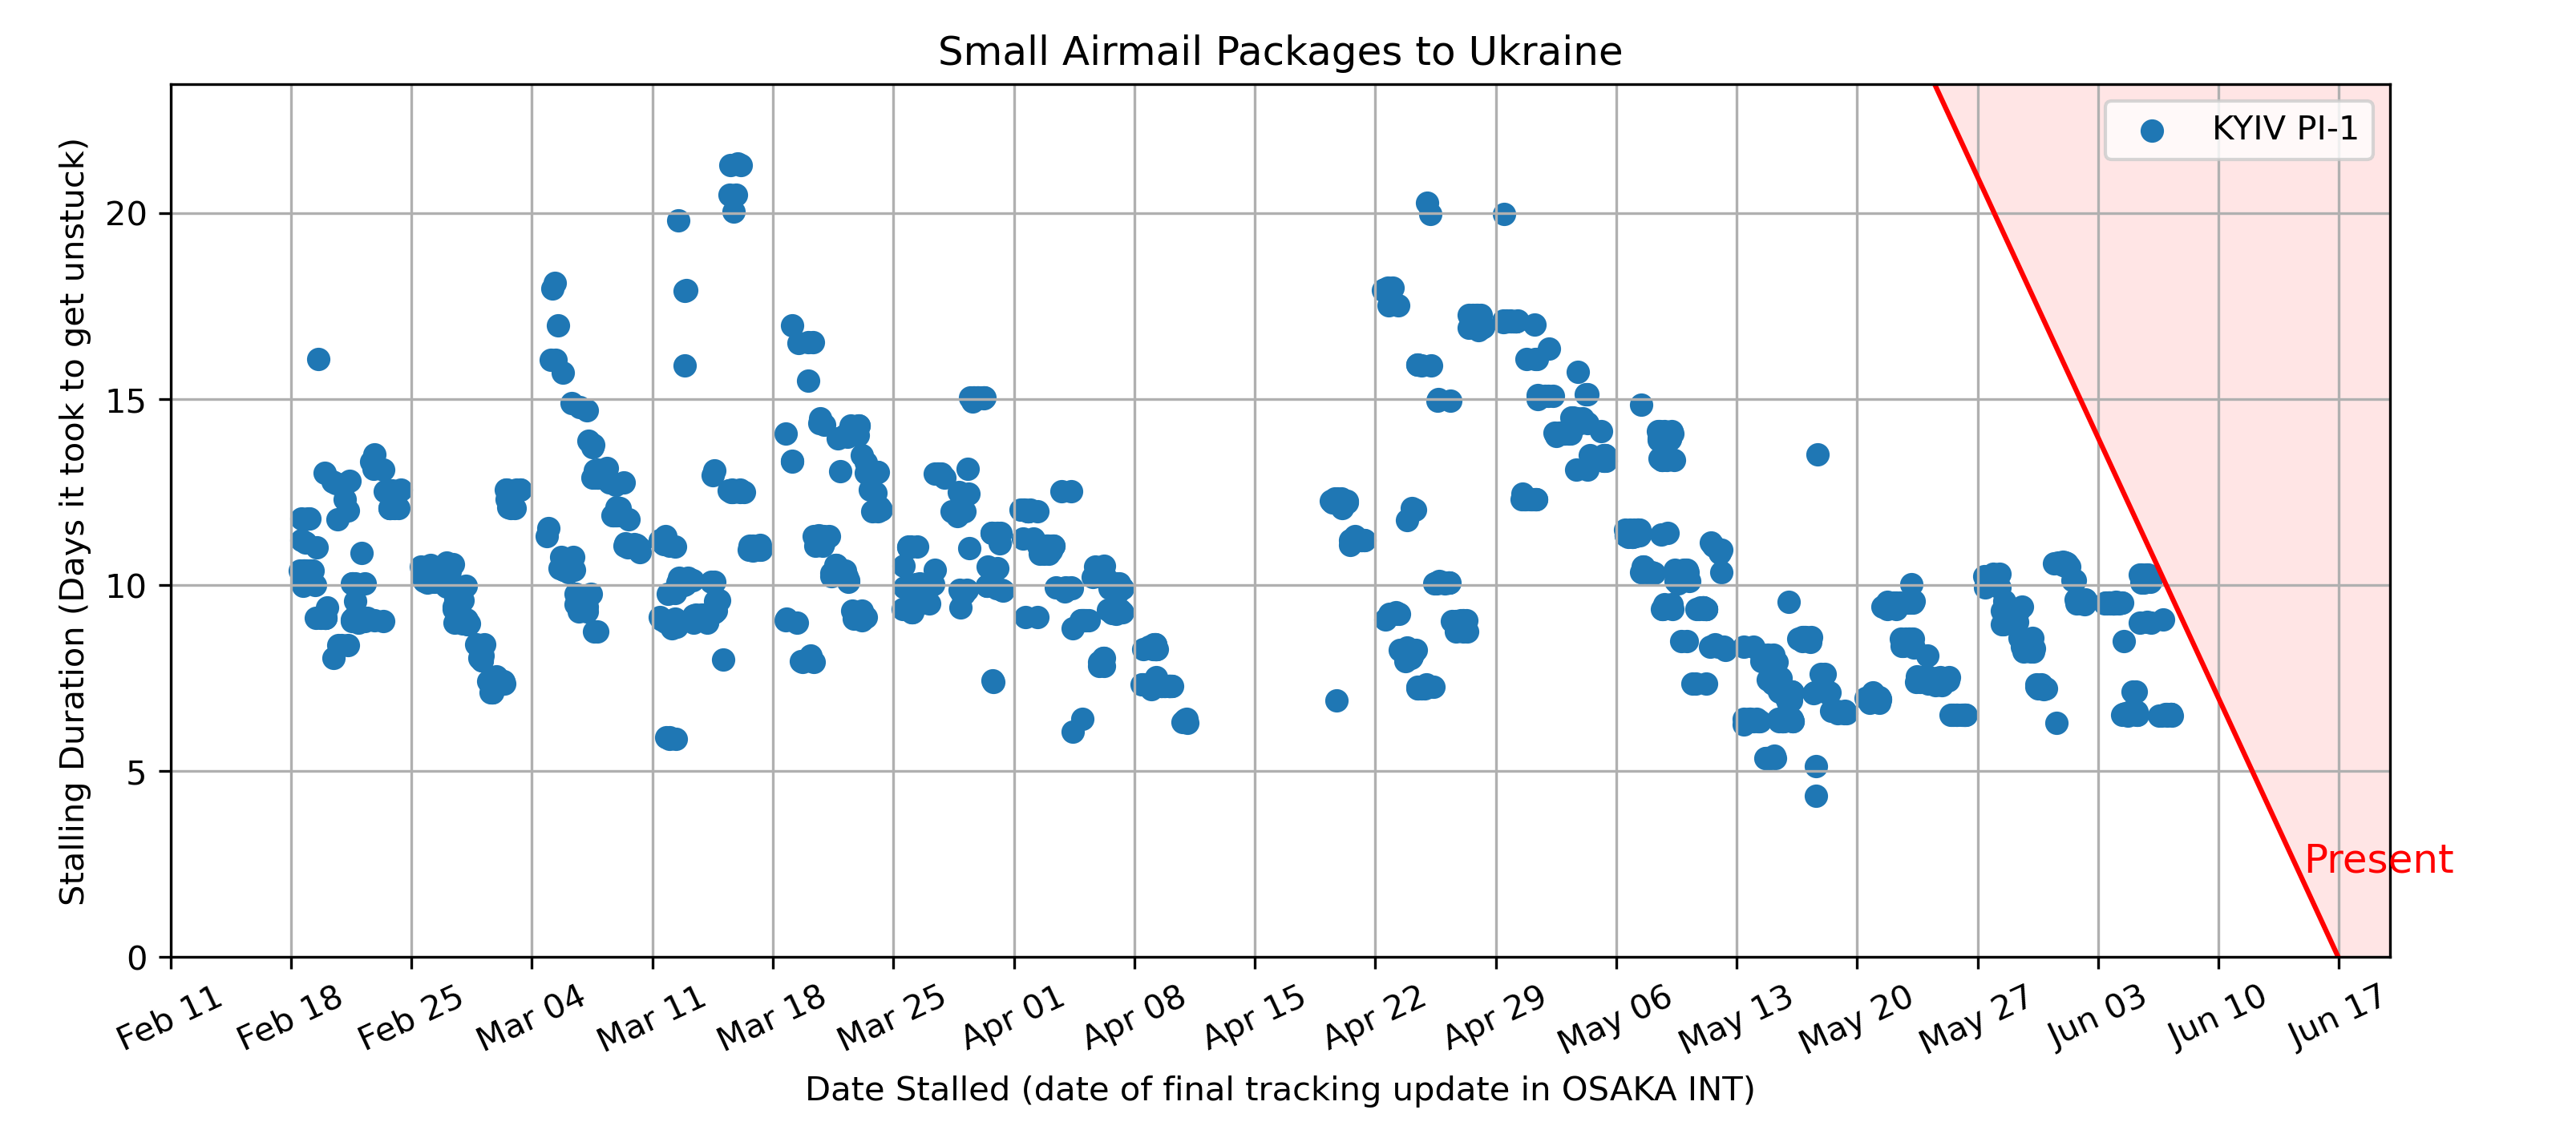 Small Airmail Packages to Ukraine
KYIV PI-1
Stalling Duration (Days it took to get unstuck)
20
15
10
5
0
Present
Feb 11 Feb 18 Feb 25 Mar 04 Mar 11 Mar 18 Mar 25 Apr 01 Apr 08 Apr 15 Apr 22 Apr 29 May 06 May 13 May 20 May 27 Jun 03 Jun 10 Jun 17
Date Stalled (date of final tracking update in OSAKA INT)